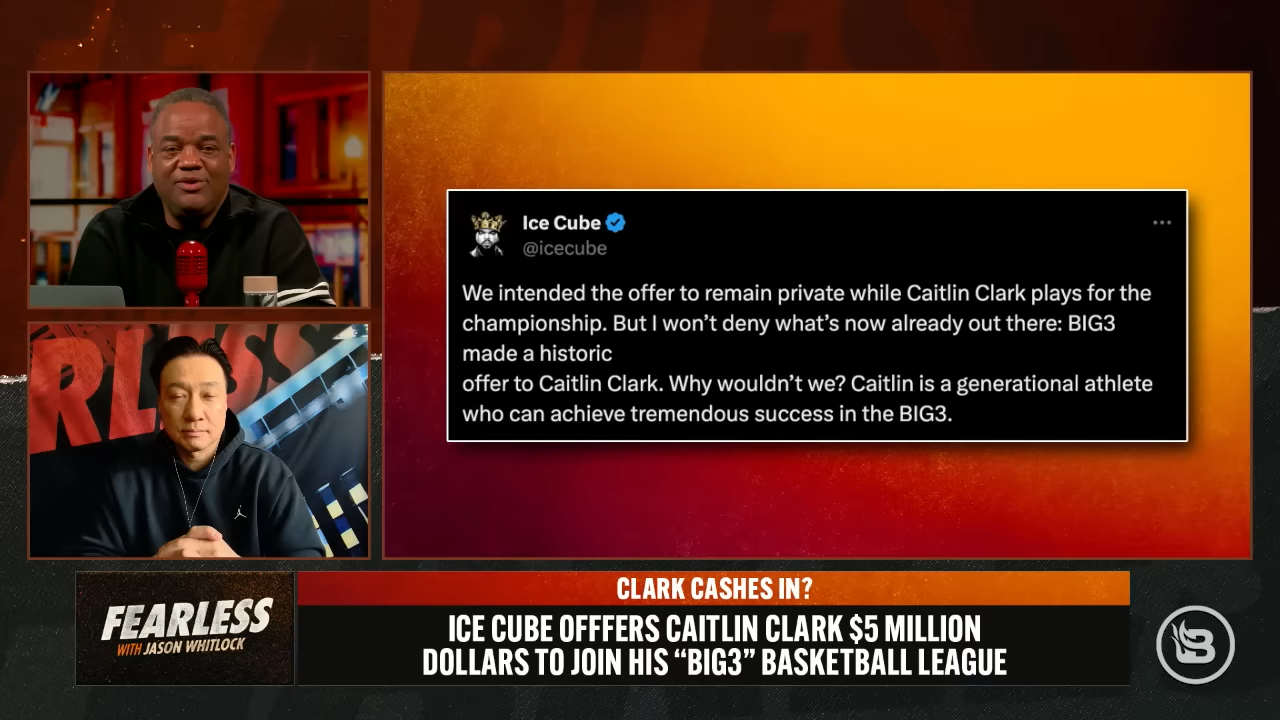 Ice Cube
@icecube
We intended the offer to remain private while Caitlin Clark plays for the
championship. But I won’t deny what’s now already out there: BIG3
made a historic
offer to Caitlin Clark. Why wouldn’t we? Caitlin is a generational athlete
who can achieve tremendous success in the BIG3.
RLESS
FEARLESS
WITH JASON WHITLOCK
CLARK CASHES IN?
ICE CUBE OFFFERS CAITLIN CLARK $5 MILLION
DOLLARS TO JOIN HIS “BIG3” BASKETBALL LEAGUE
B